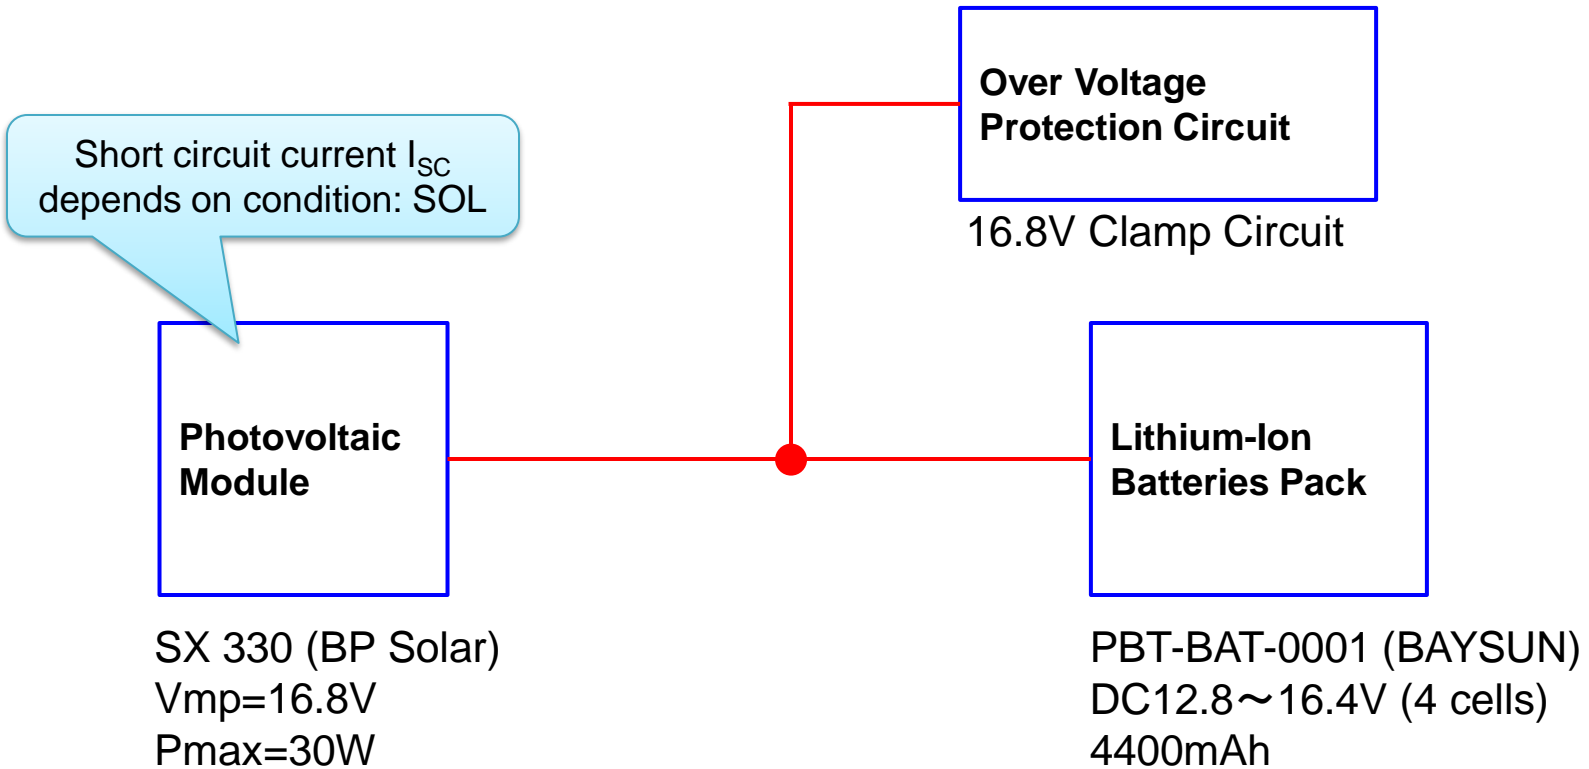 Over Voltage
Protection Circuit
16.8V Clamp Circuit
Short circuit current I_SC
depends on condition: SOL
Photovoltaic
Module
SX 330 (BP Solar)
Vmp=16.8V
Pmax=30W
Lithium-Ion
Batteries Pack
PBT-BAT-0001 (BAYSUN)
DC12.8～16.4V (4 cells)
4400mAh